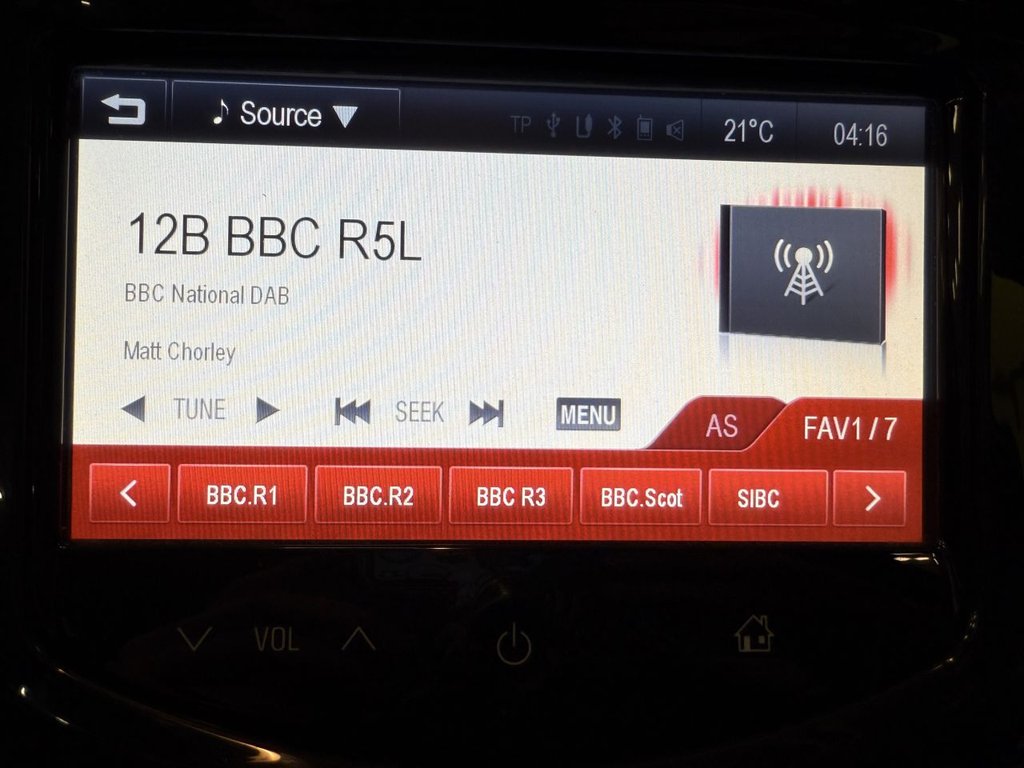 Source TP 21°C 04:16
12B BBC R5L
BBC National DAB
Matt Chorley
TUNE SEEK MENU AS FAV1/7
BBC.R1 BBC.R2 BBC R3 BBC.Scot SIBC
VOL